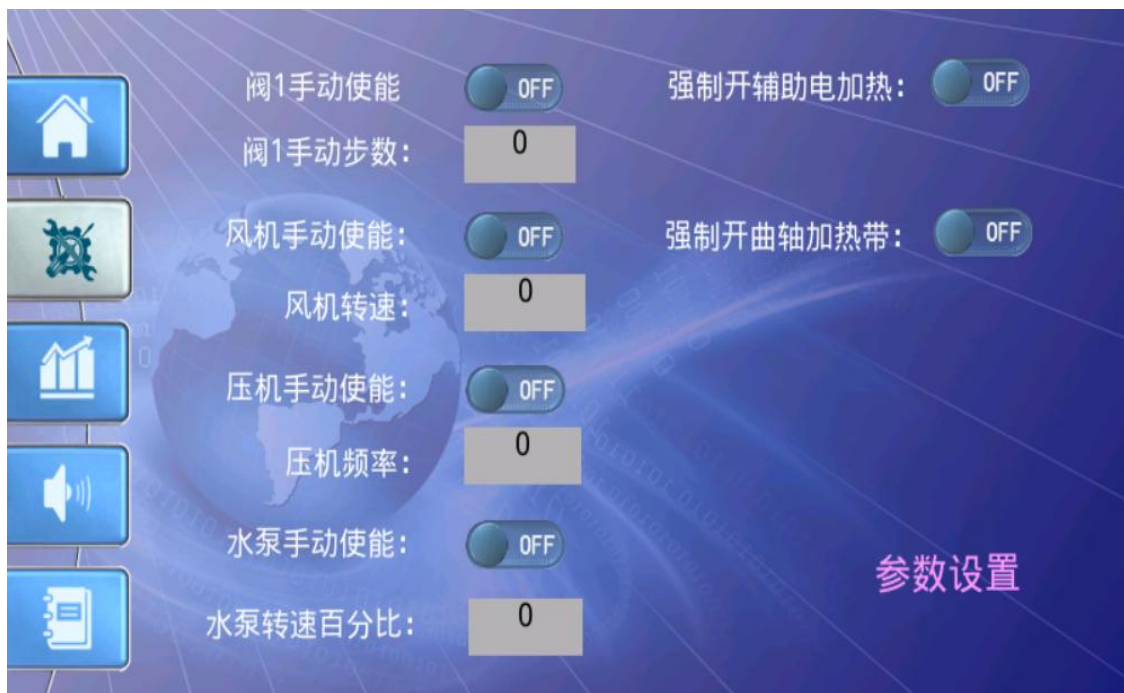 阀1手动使能 OFF 强制开辅助电加热: OFF
阀1手动步数: 0
风机手动使能: OFF 强制开曲轴加热带: OFF
风机转速: 0
压机手动使能: OFF
压机频率: 0
水泵手动使能: OFF
参数设置
水泵转速百分比: 0